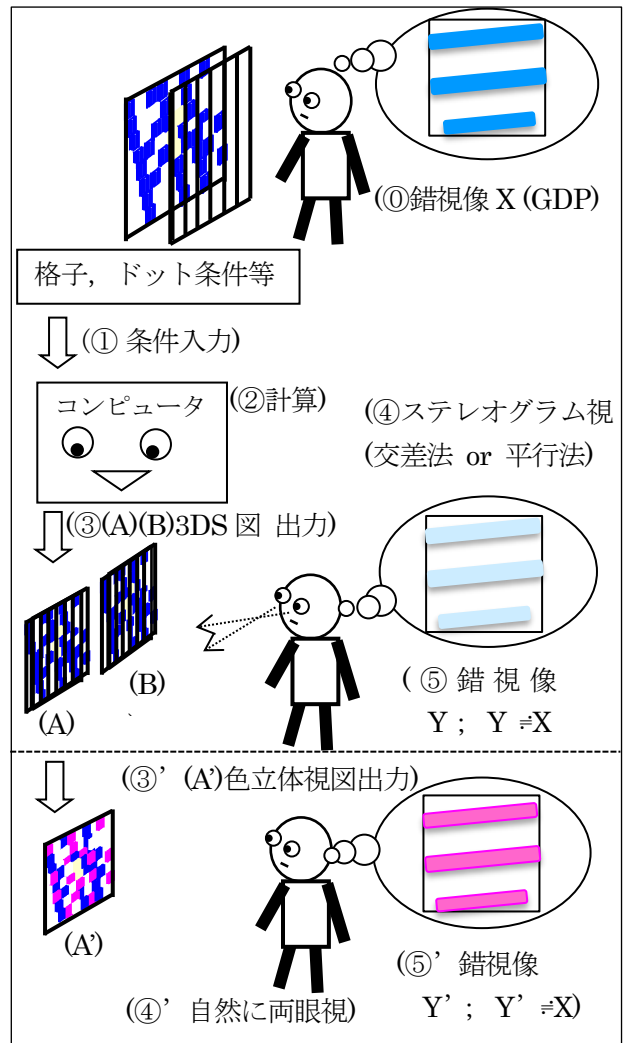 (⓪錯視像 X (GDP)
格子，ドット条件等
(① 条件入力)
コンピュータ
(②計算)
(④ステレオグラム視
(交差法 or 平行法)
(③(A)(B)3DS 図 出力)
(B)
(A)
(⑤錯視像
Y； Y ≓X
(③’ (A’)色立体視図出力)
(A’)
(⑤’ 錯視像
(④’ 自然に両眼視)
Y’； Y’ ≓X)